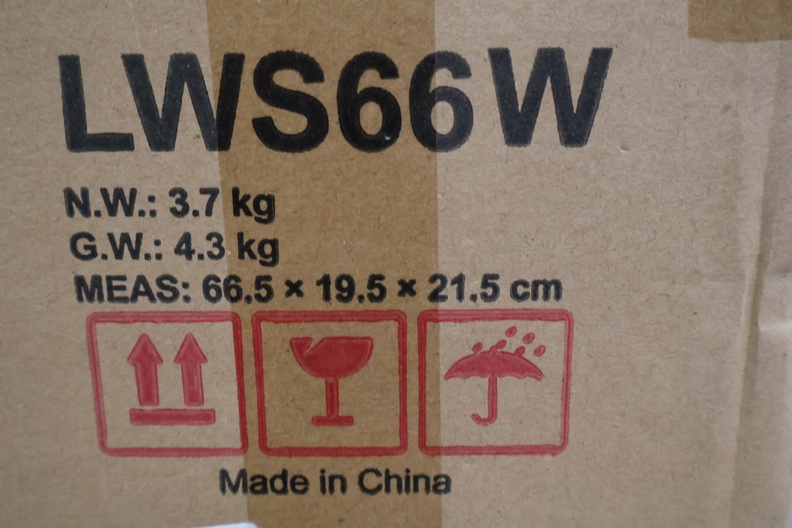 LWS66W
N.W.: 3.7 kg
G.W.: 4.3 kg
MEAS: 66.5 × 19.5 × 21.5 cm
Made in China